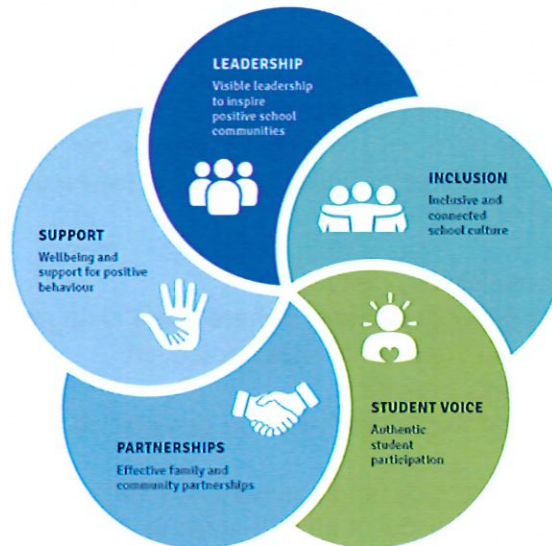 LEADERSHIP
Visible leadership
to inspire
positive school
communities
INCLUSION
Inclusive and
connected
school culture
STUDENT VOICE
Authentic
student
participation
PARTNERSHIPS
Effective family and
community partnerships
SUPPORT
Wellbeing and
support for positive
behaviour